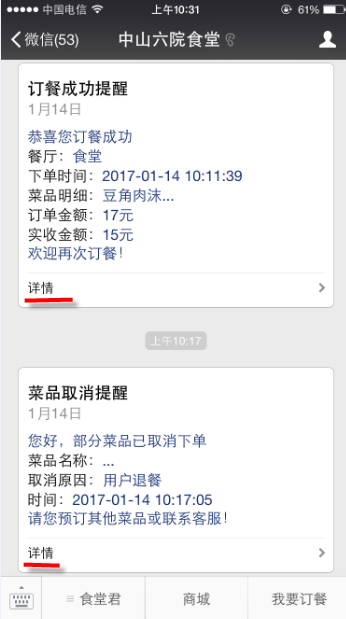 中国电信 上午10:31 61%
微信(53) 中山六院食堂
订餐成功提醒
1月14日
恭喜您订餐成功
餐厅：食堂
下单时间：2017-01-14 10:11:39
菜品明细：豆角肉沫...
订单金额：17元
实收金额：15元
欢迎再次订餐！
详情
上午10:17
菜品取消提醒
1月14日
您好，部分菜品已取消下单
菜品名称：...
取消原因：用户退餐
时间：2017-01-14 10:17:05
请您预订其他菜品或联系客服！
详情
食堂君 商城 我要订餐